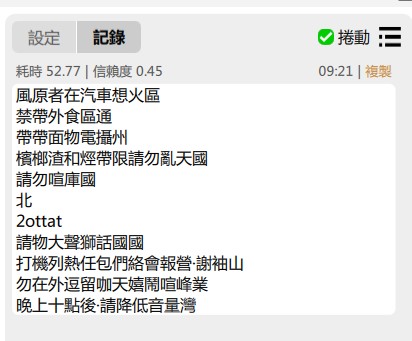 設定
記錄
捲動
耗時 52.77 | 信賴度 0.45
09:21 | 複製
風原者在汽車想火區
禁帶外食區通
帶帶面物電攝州
檳榔渣和煙帶限請勿亂天國
請勿喧庫國
北
2ottat
請物大聲獅話國國
打機列熱任包們絡會報營·謝袖山
勿在外逗留咖天嬉鬧喧峰業
晚上十點後·請降低音量灣